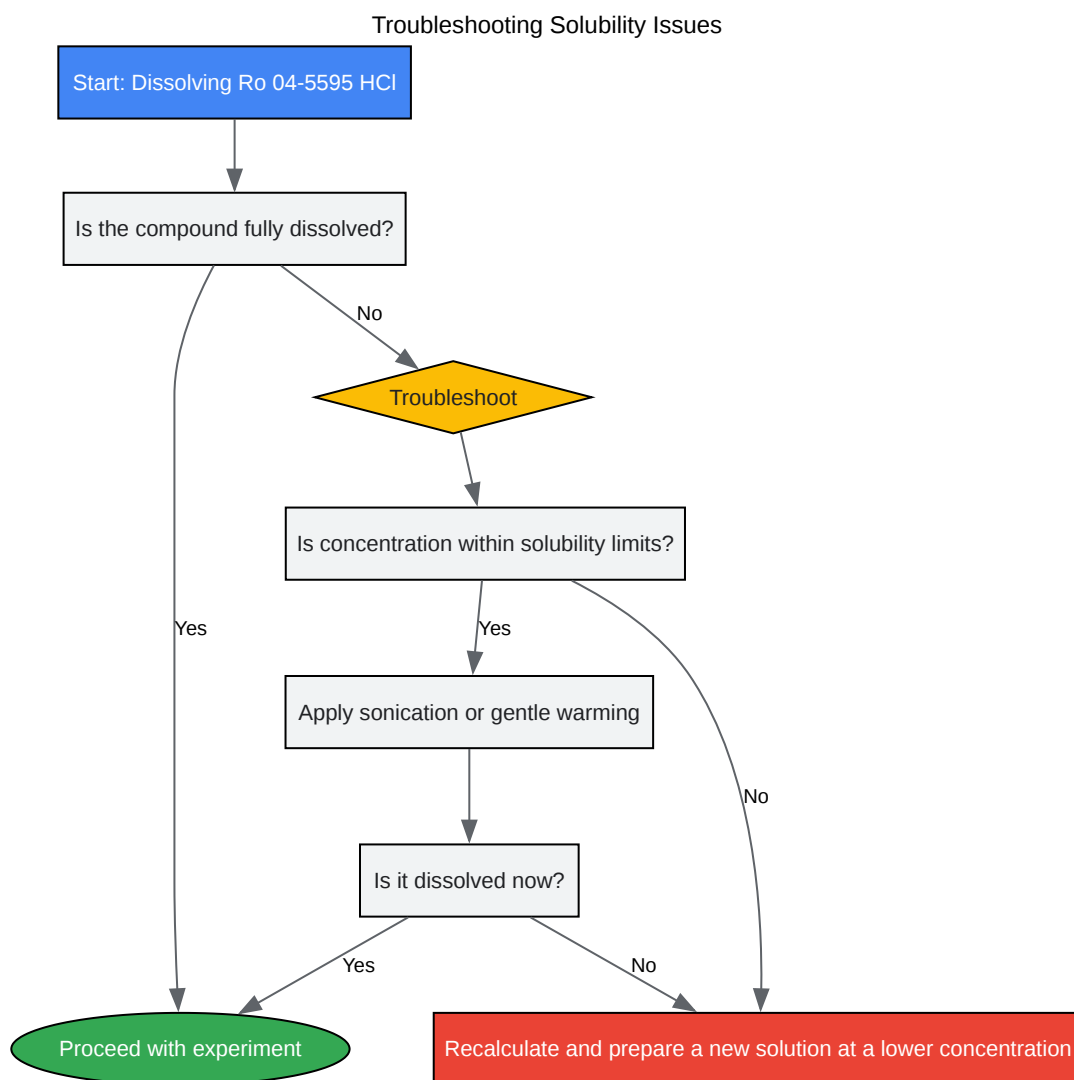 Troubleshooting Solubility Issues
Start: Dissolving Ro 04-5595 HCl
Is the compound fully dissolved?
No
Troubleshoot
Is concentration within solubility limits?
Yes
Yes
Apply sonication or gentle warming
No
Is it dissolved now?
Yes
No
Proceed with experiment
Recalculate and prepare a new solution at a lower concentration